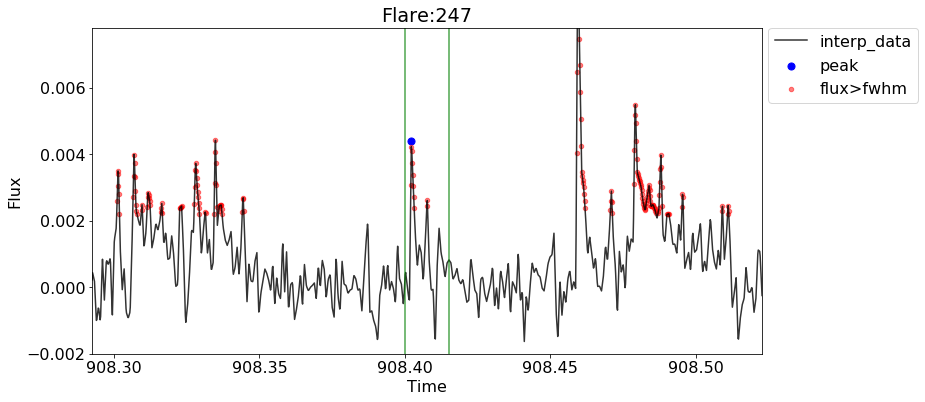 Flare:247
interp_data
peak
flux>fwhm
Flux
0.006
0.004
0.002
0.000
−0.002
908.30
908.35
908.40
908.45
908.50
Time